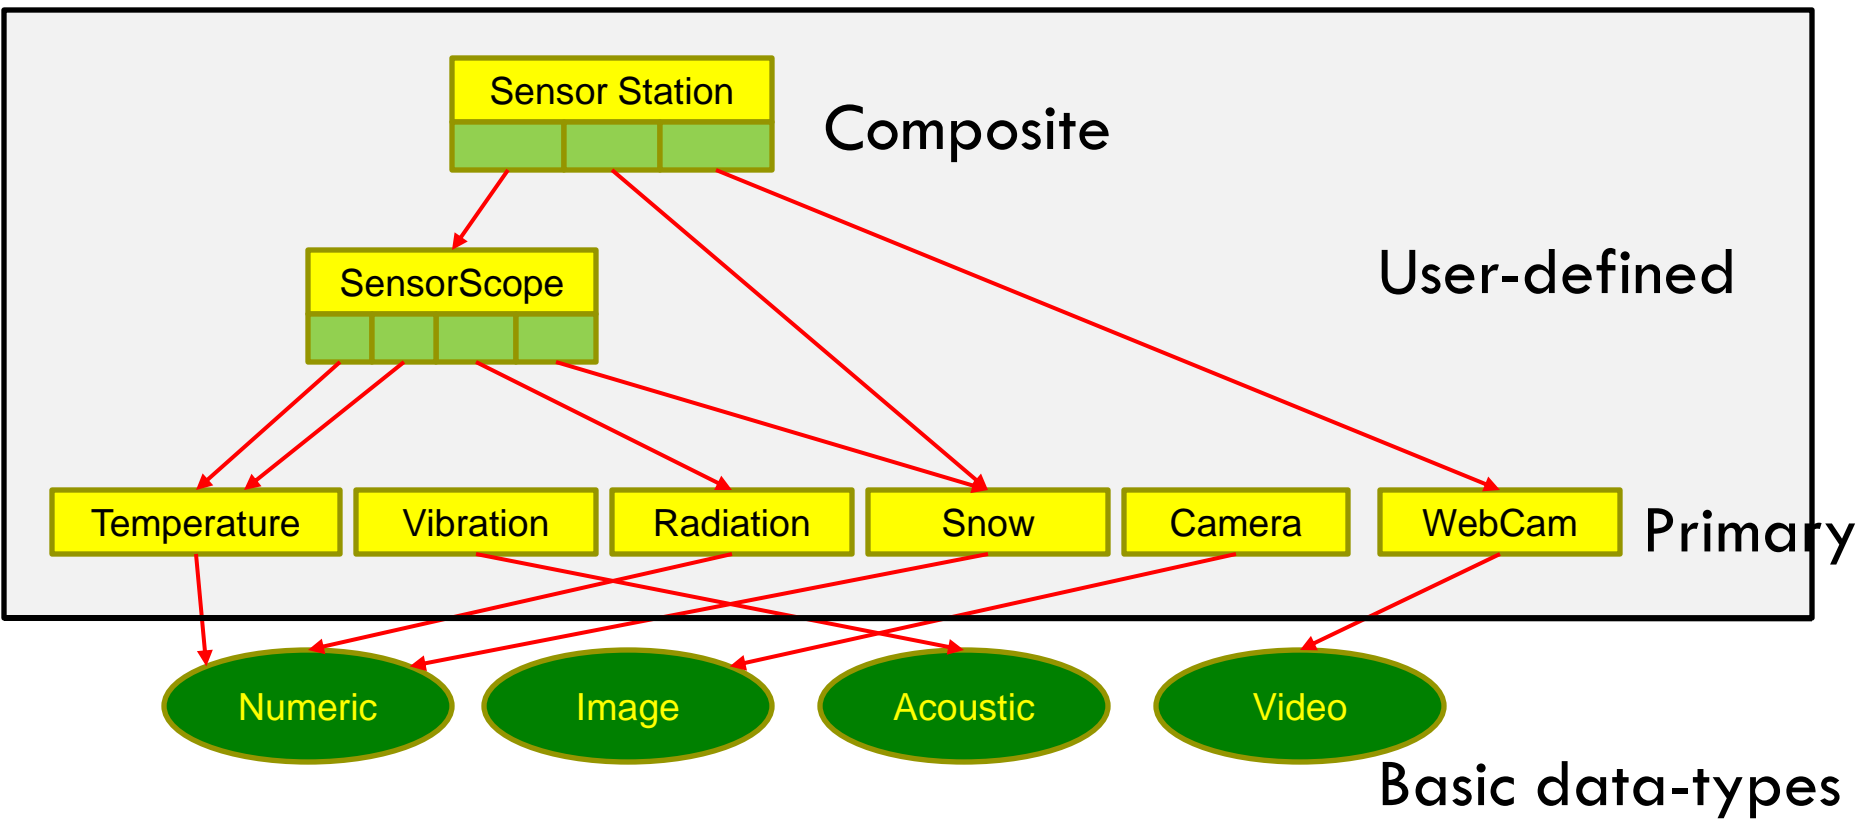 Sensor Station
Composite
User-defined
SensorScope
Temperature
Vibration
Radiation
Snow
Camera
WebCam
Primary
Numeric
Image
Acoustic
Video
Basic data-types